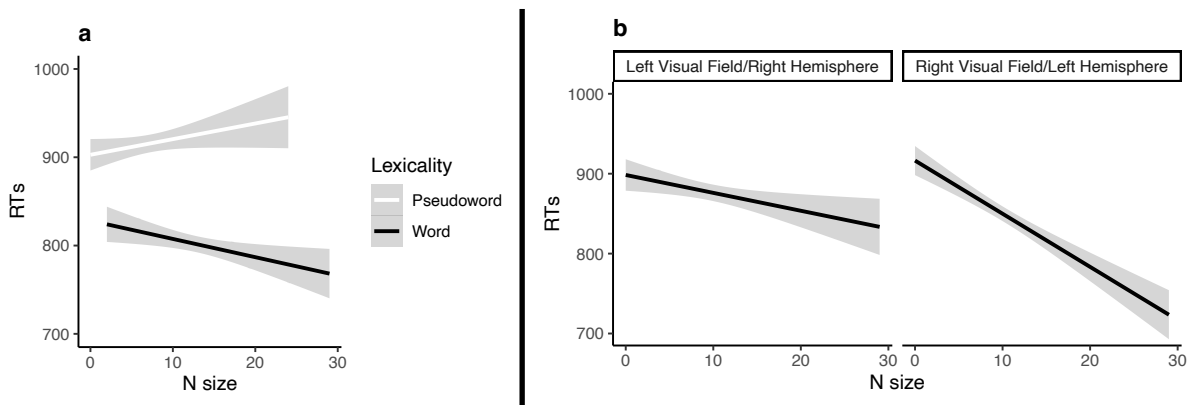 a
1000
900
800
700
RTs
0 10 20 30
N size
Lexicality
Pseudoword
Word
b
Left Visual Field/Right Hemisphere Right Visual Field/Left Hemisphere
1000
900
800
700
RTs
0 10 20 30 0 10 20 30
N size